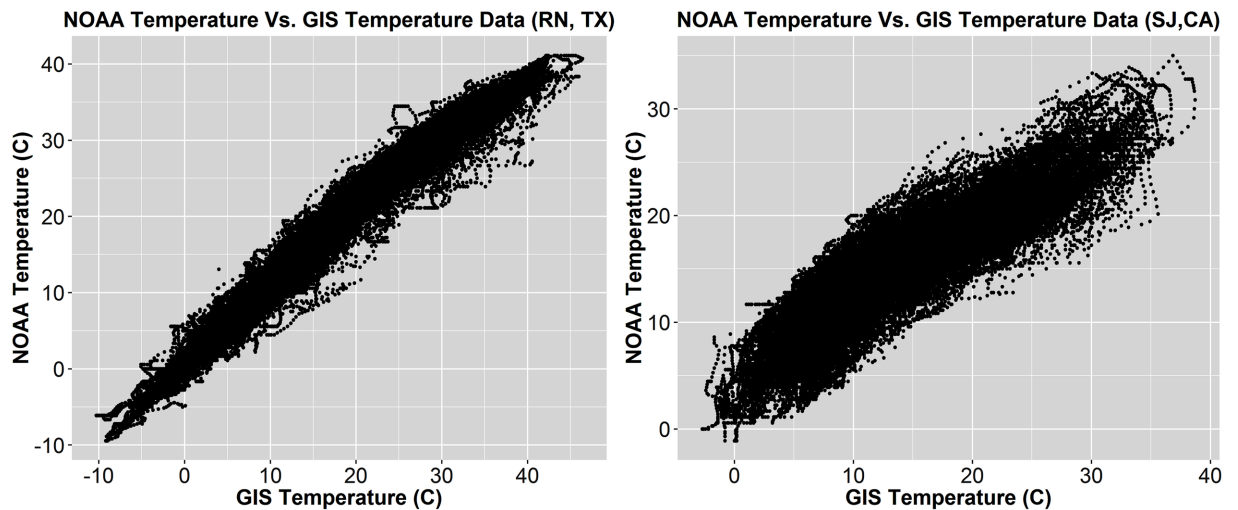 NOAA Temperature Vs. GIS Temperature Data (RN, TX)
NOAA Temperature (C)
40
30
20
10
0
-10
-10 0 10 20 30 40
GIS Temperature (C)
NOAA Temperature Vs. GIS Temperature Data (SJ,CA)
NOAA Temperature (C)
30
20
10
0
0 10 20 30 40
GIS Temperature (C)